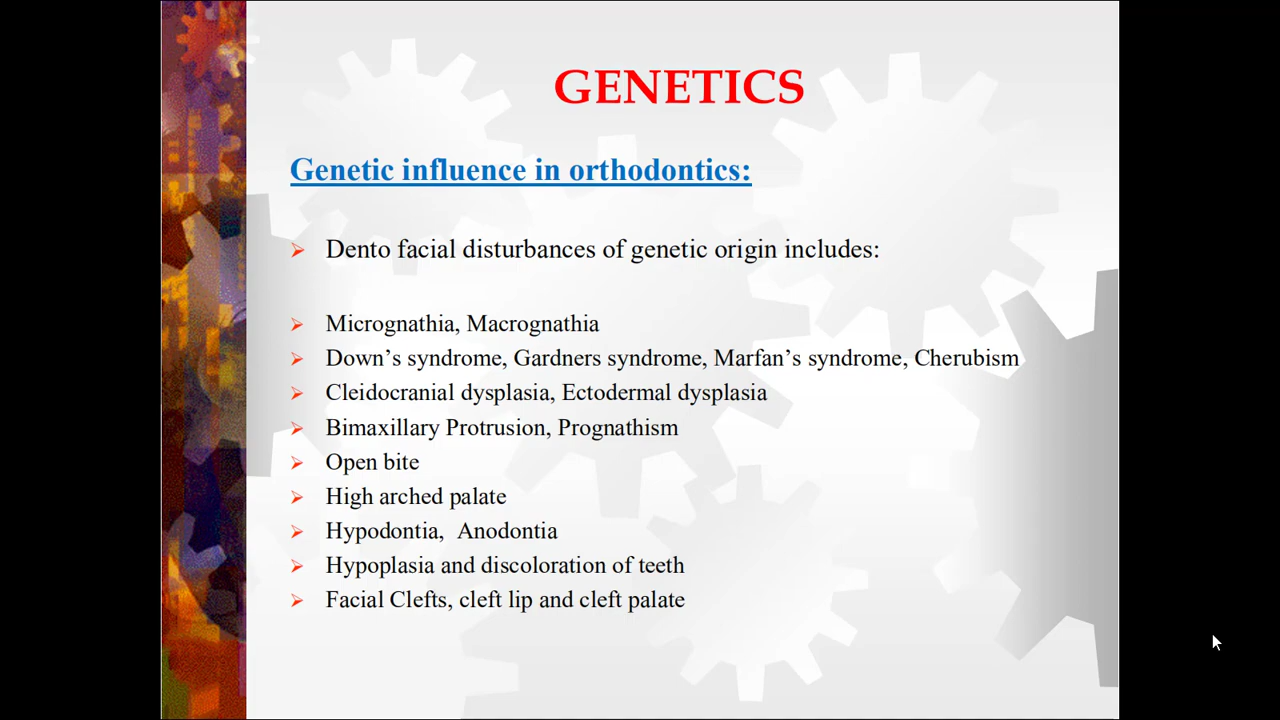 GENETICS
Genetic influence in orthodontics:
Dento facial disturbances of genetic origin includes:
Micrognathia, Macrognathia
Down’s syndrome, Gardners syndrome, Marfan’s syndrome, Cherubism
Cleidocranial dysplasia, Ectodermal dysplasia
Bimaxillary Protrusion, Prognathism
Open bite
High arched palate
Hypodontia,  Anodontia
Hypoplasia and discoloration of teeth
Facial Clefts, cleft lip and cleft palate